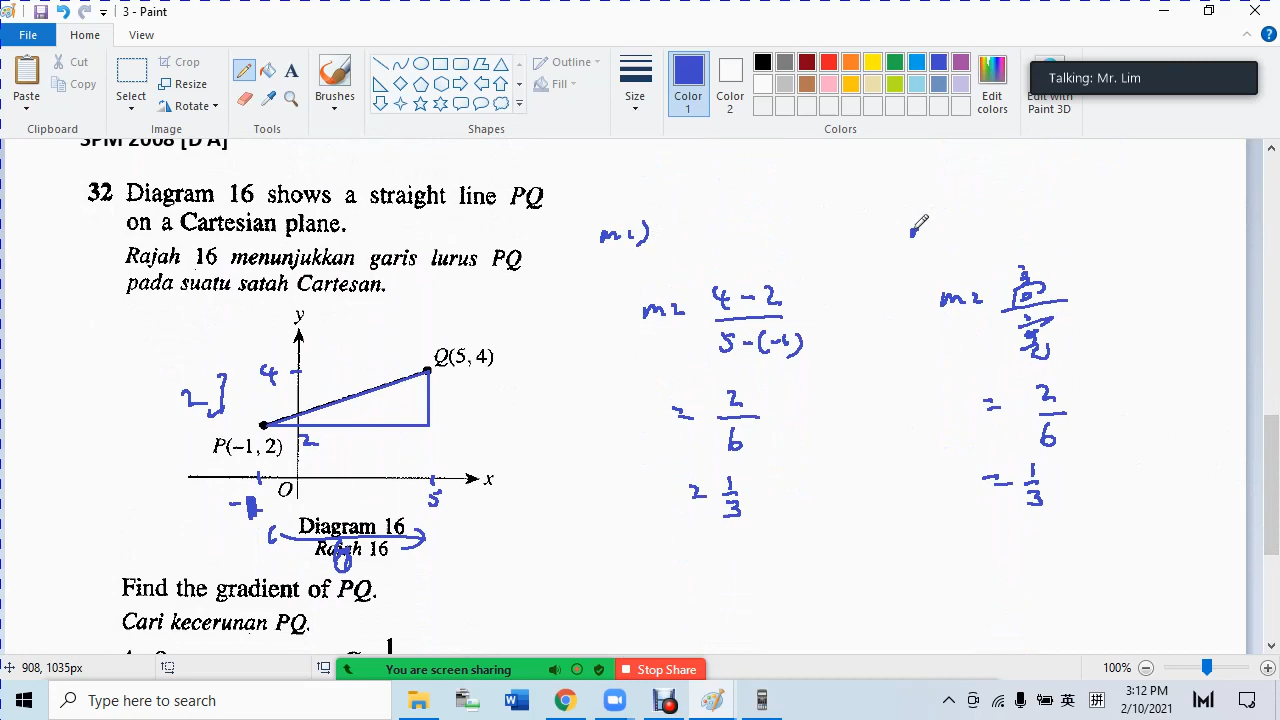 3 - Paint
File Home View
Paste Cut Copy Clipboard
Select Crop Resize Rotate Image
Tools
Brushes
Outline Fill Shapes
Size
Color 1 Color 2
Edit colors Colors
Edit with Paint 3D
Talking: Mr. Lim
SPM 2008
32 Diagram 16 shows a straight line PQ
on a Cartesian plane.
Rajah 16 menunjukkan garis lurus PQ
pada suatu satah Cartesan.
y
4
Q(5, 4)
2
P(−1, 2)
2
O
x
5
Diagram 16
Rajah 16
Find the gradient of PQ.
Cari kecerunan PQ.
m1)
m= 4 - 2
5 - (-1)
= 2
6
= 1
3
m=
= 2
6
= 1
3
908, 1035px
You are screen sharing
Stop Share
100%
Type here to search
英
拼
3:12 PM
2/10/2021